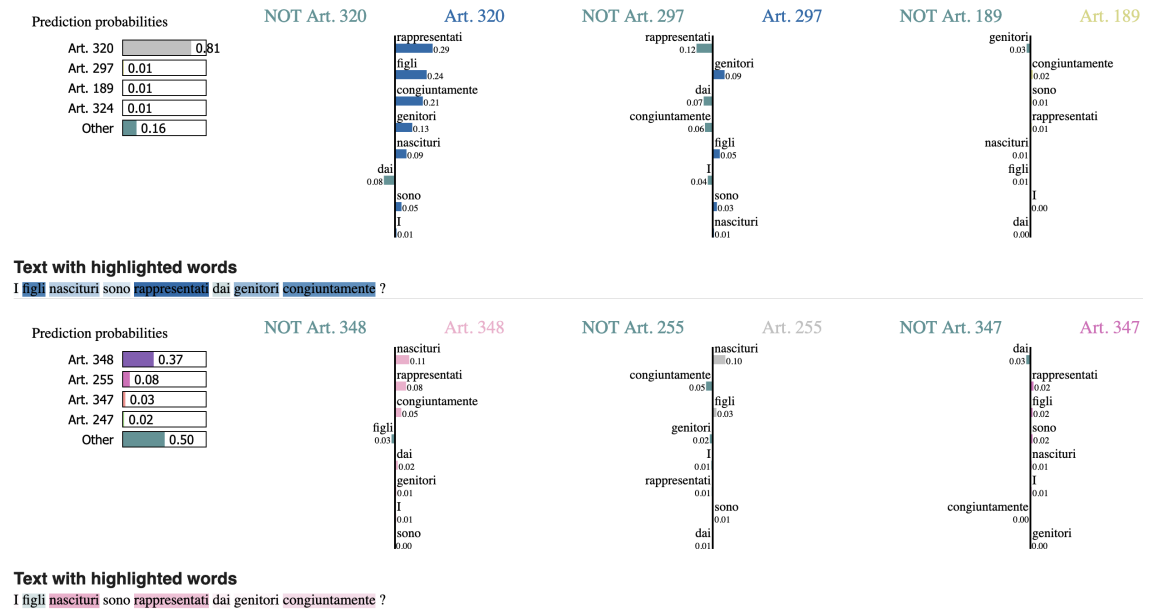 Prediction probabilities
Art. 320 0.81
Art. 297 0.01
Art. 189 0.01
Art. 324 0.01
Other 0.16
NOT Art. 320 Art. 320
rappresentati
0.29
figli
0.24
congiuntamente
0.21
genitori
0.13
nascituri
0.09
dai
0.08
sono
0.05
I
0.01
NOT Art. 297 Art. 297
rappresentati
0.12
genitori
0.09
dai
0.07
congiuntamente
0.06
figli
0.05
I
0.04
sono
0.03
nascituri
0.01
NOT Art. 189 Art. 189
genitori
0.03
congiuntamente
0.02
sono
0.01
rappresentati
0.01
nascituri
0.01
figli
0.01
I
0.00
dai
0.00
Text with highlighted words
I figli nascituri sono rappresentati dai genitori congiuntamente ?
Prediction probabilities
Art. 348 0.37
Art. 255 0.08
Art. 347 0.03
Art. 247 0.02
Other 0.50
NOT Art. 348 Art. 348
nascituri
0.11
rappresentati
0.08
congiuntamente
0.05
figli
0.03
dai
0.02
genitori
0.01
I
0.01
sono
0.00
NOT Art. 255 Art. 255
nascituri
0.10
congiuntamente
0.05
figli
0.03
genitori
0.02
I
0.01
rappresentati
0.01
sono
0.01
dai
0.01
NOT Art. 347 Art. 347
dai
0.03
rappresentati
0.02
figli
0.02
sono
0.02
nascituri
0.01
I
0.01
congiuntamente
0.00
genitori
0.00
Text with highlighted words
I figli nascituri sono rappresentati dai genitori congiuntamente ?